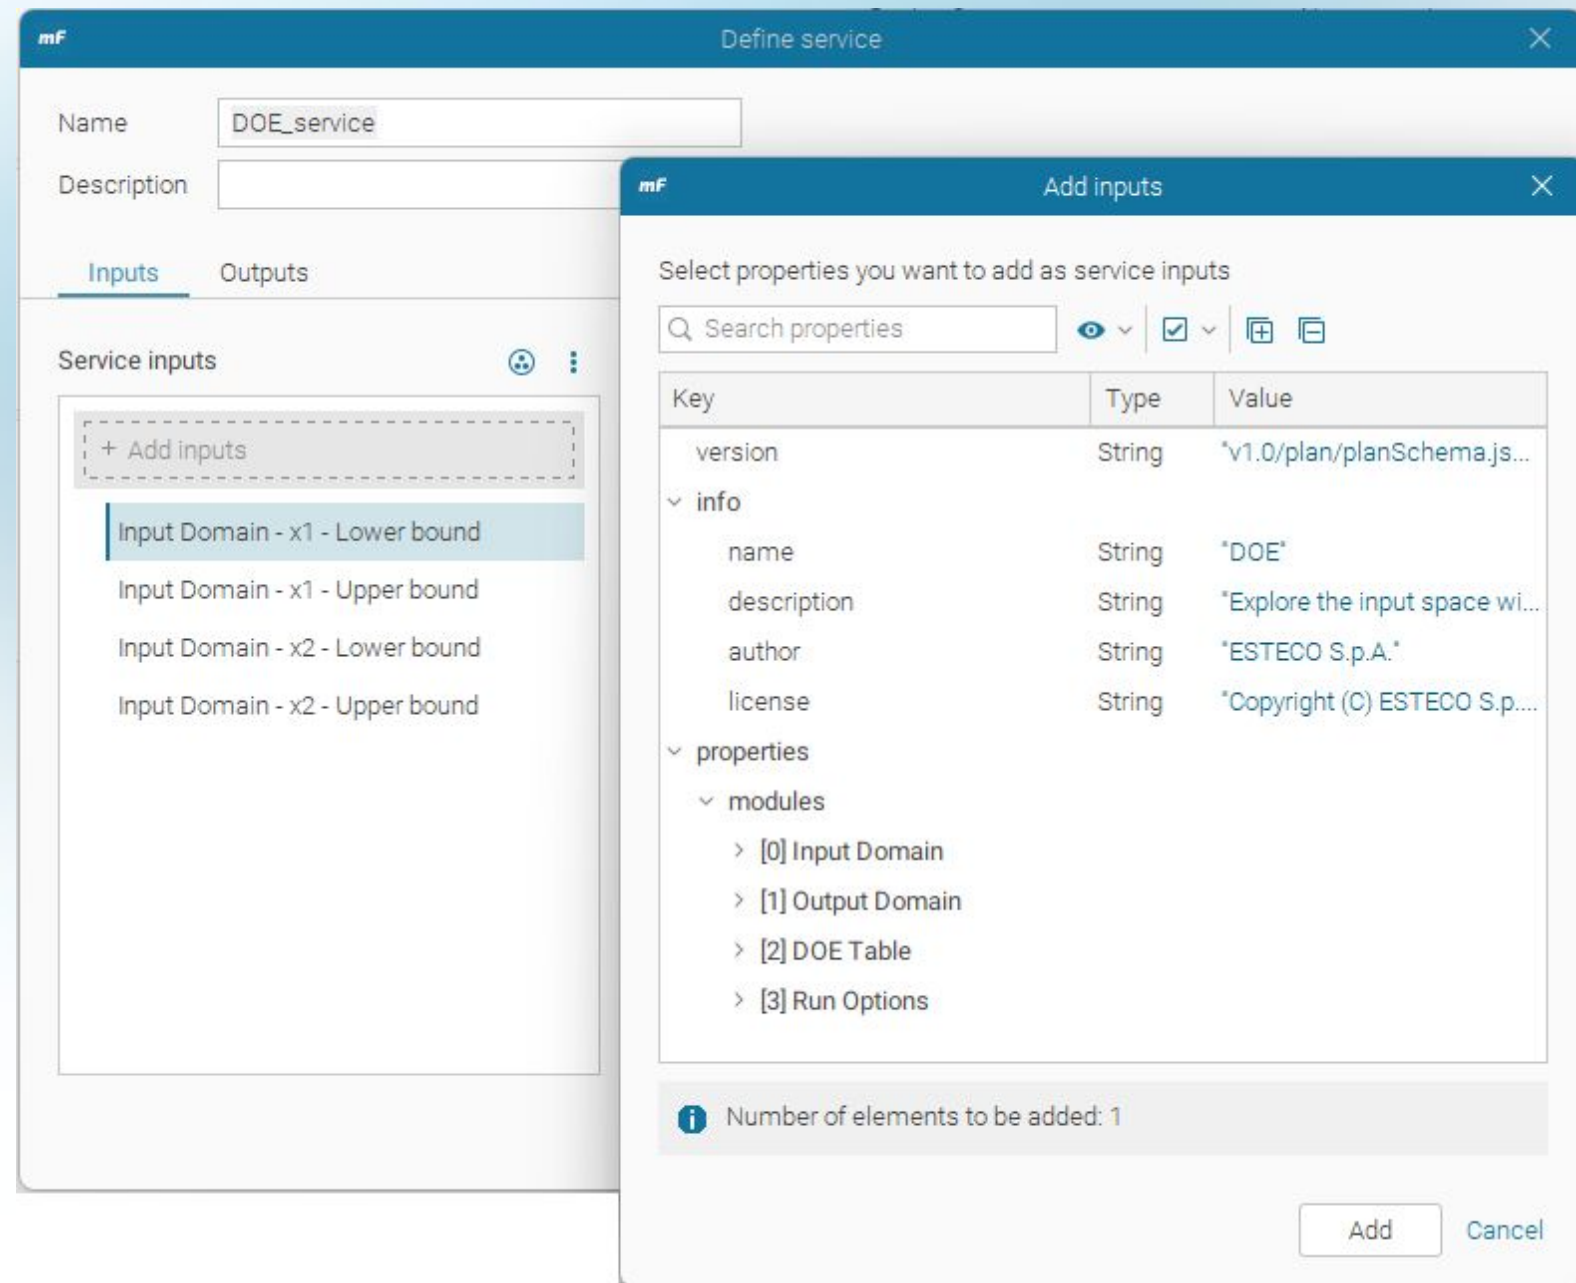 mF Define service
Name DOE_service
Description
Inputs Outputs
Service inputs
+ Add inputs
Input Domain - x1 - Lower bound
Input Domain - x1 - Upper bound
Input Domain - x2 - Lower bound
Input Domain - x2 - Upper bound
mF Add inputs
Select properties you want to add as service inputs
Search properties
Key Type Value
version String "v1.0/plan/planSchema.js...
info
name String "DOE"
description String "Explore the input space wi...
author String "ESTECO S.p.A."
license String "Copyright (C) ESTECO S.p....
properties
modules
[0] Input Domain
[1] Output Domain
[2] DOE Table
[3] Run Options
Number of elements to be added: 1
Add Cancel